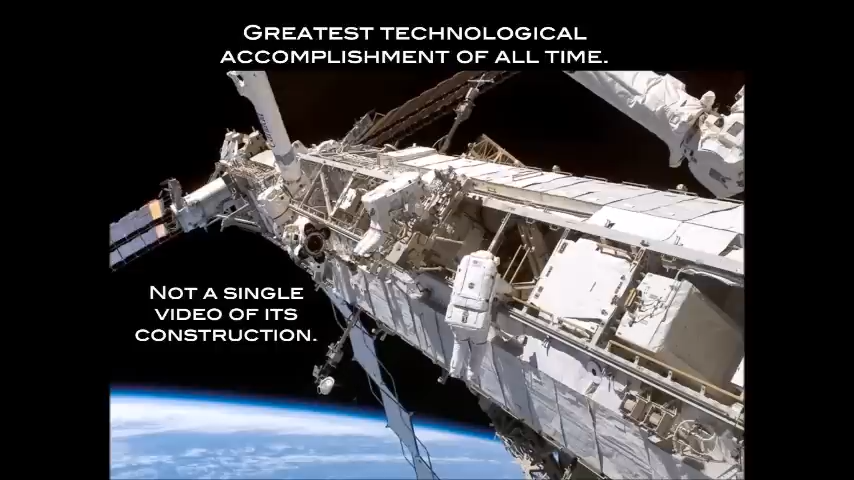 Greatest technological
accomplishment of all time.
Not a single
video of its
construction.